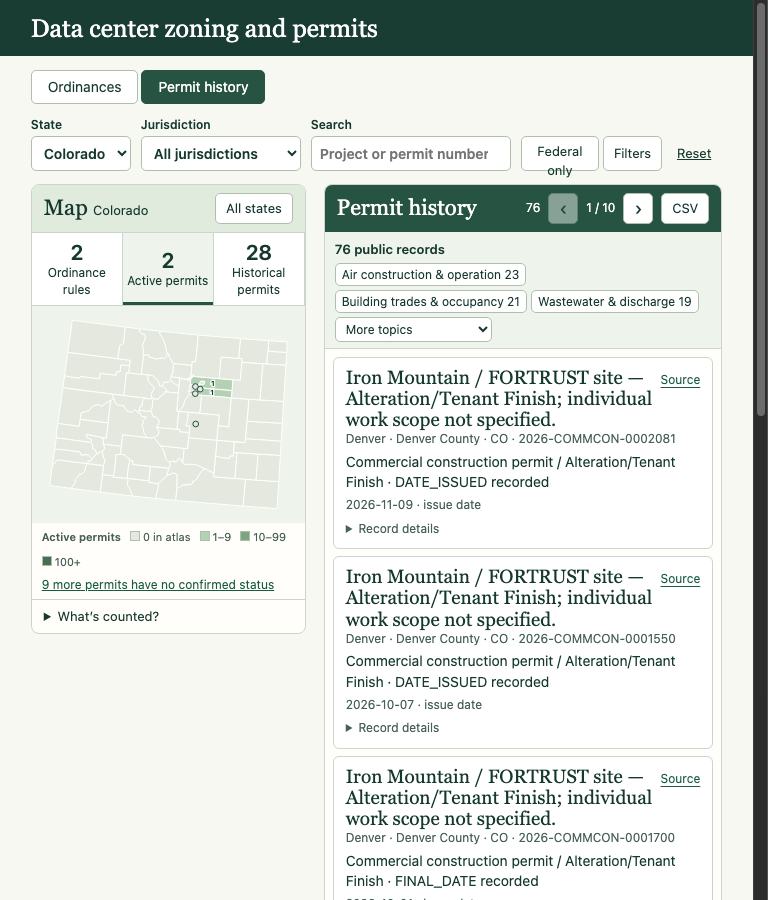 Data center zoning and permits
Ordinances
Permit history
State
Jurisdiction
Search
Colorado
All jurisdictions
Project or permit number
Federal only
Filters
Reset
Map Colorado
All states
2
Ordinance rules
2
Active permits
28
Historical permits
1
1
Active permits 0 in atlas 1–9 10–99
100+
9 more permits have no confirmed status
What's counted?
Permit history
76
‹
1 / 10
›
CSV
76 public records
Air construction & operation 23
Building trades & occupancy 21
Wastewater & discharge 19
More topics
Iron Mountain / FORTRUST site —
Alteration/Tenant Finish; individual
work scope not specified.
Source
Denver · Denver County · CO · 2026-COMMCON-0002081
Commercial construction permit / Alteration/Tenant
Finish · DATE_ISSUED recorded
2026-11-09 · issue date
Record details
Iron Mountain / FORTRUST site —
Alteration/Tenant Finish; individual
work scope not specified.
Source
Denver · Denver County · CO · 2026-COMMCON-0001550
Commercial construction permit / Alteration/Tenant
Finish · DATE_ISSUED recorded
2026-10-07 · issue date
Record details
Iron Mountain / FORTRUST site —
Alteration/Tenant Finish; individual
work scope not specified.
Source
Denver · Denver County · CO · 2026-COMMCON-0001700
Commercial construction permit / Alteration/Tenant
Finish · FINAL_DATE recorded